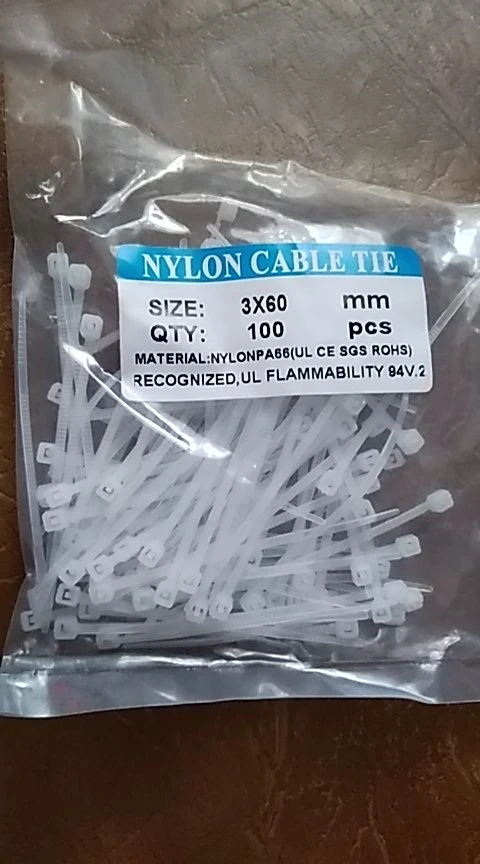 NYLON CABLE TIE
SIZE: 3X60 mm
QTY: 100 pcs
MATERIAL:NYLONPA66(UL CE SGS ROHS)
RECOGNIZED,UL FLAMMABILITY 94V.2